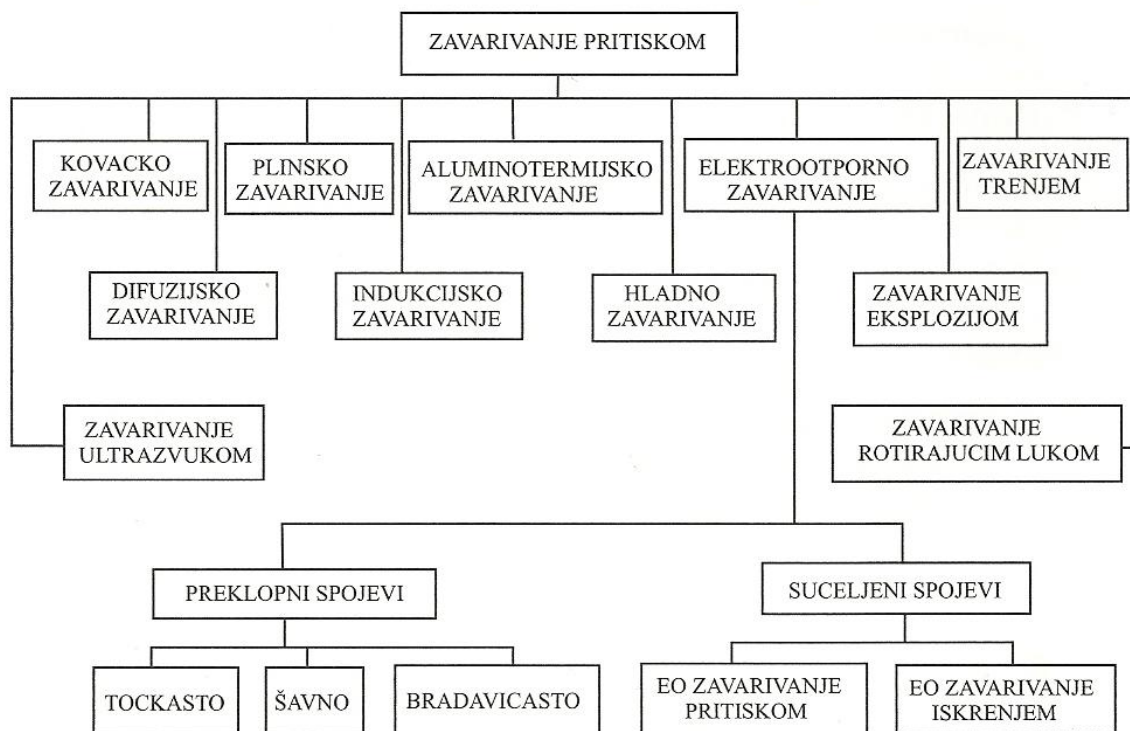 ZAVARIVANJE PRITISKOM
KOVACKO
ZAVARIVANJE
PLINSKO
ZAVARIVANJE
ALUMINOTERMIJSKO
ZAVARIVANJE
ELEKTROOTPORNO
ZAVARIVANJE
ZAVARIVANJE
TRENJEM
DIFUZIJSKO
ZAVARIVANJE
INDUKCIJSKO
ZAVARIVANJE
HLADNO
ZAVARIVANJE
ZAVARIVANJE
EKSPLOZIJOM
ZAVARIVANJE
ULTRAZVUKOM
ZAVARIVANJE
ROTIRAJUCIM LUKOM
PREKLOPNI SPOJEVI
SUCELJENI SPOJEVI
TOCKASTO
ŠAVNO
BRADAVICASTO
EO ZAVARIVANJE
PRITISKOM
EO ZAVARIVANJE
ISKRENJEM